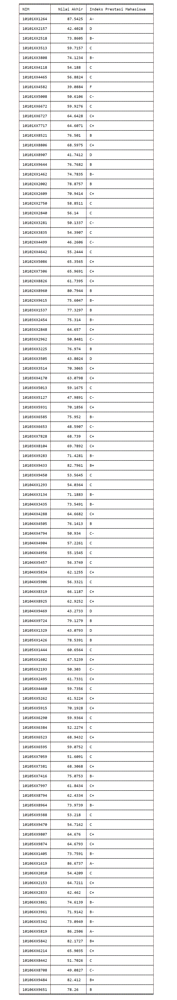 NIM Nilai Akhir Indeks Prestasi Mahasiswa
10101XX1264 87.5425 A-
10101XX2157 42.4028 D
10101XX2518 73.8605 B-
10101XX3513 59.7157 C
10101XX3808 74.1234 B-
10101XX4118 54.188 C
10101XX4465 56.8824 C
10101XX4582 39.0884 F
10101XX5008 50.6106 C-
10101XX6672 59.9276 C
10101XX6727 64.6428 C+
10101XX7717 64.6071 C+
10101XX8521 76.501 B
10101XX8806 68.5975 C+
10101XX8907 41.7412 D
10101XX9644 76.7682 B
10102XX1462 74.7835 B-
10102XX2002 78.8757 B
10102XX2609 70.9414 C+
10102XX2750 58.8511 C
10102XX2840 56.14 C
10102XX3281 50.1337 C-
10102XX3835 54.3907 C
10102XX4499 46.2606 C-
10102XX4642 55.2444 C
10102XX5086 65.3565 C+
10102XX7306 65.9691 C+
10102XX8826 61.7395 C+
10102XX8960 80.7944 B
10102XX9615 75.6047 B-
10103XX1537 77.3297 B
10103XX2454 75.314 B-
10103XX2848 64.657 C+
10103XX2962 50.8481 C-
10103XX3225 76.974 B
10103XX3505 43.8024 D
10103XX3514 70.3065 C+
10103XX4170 63.0798 C+
10103XX5013 59.1675 C
10103XX5127 47.9891 C-
10103XX5931 70.1856 C+
10103XX6585 75.952 B-
10103XX6653 48.5907 C-
10103XX7828 68.739 C+
10103XX8104 69.7892 C+
10103XX9283 71.4281 B-
10103XX9433 82.7961 B+
10103XX9450 53.5645 C
10104XX1293 54.0364 C
10104XX3134 71.1883 B-
10104XX3435 73.5491 B-
10104XX4288 64.6682 C+
10104XX4505 76.1413 B
10104XX4794 50.934 C-
10104XX4904 57.2261 C
10104XX4956 55.1545 C
10104XX5457 56.3749 C
10104XX5834 62.1255 C+
10104XX5906 56.3321 C
10104XX8319 66.1187 C+
10104XX8925 62.9252 C+
10104XX9469 43.2733 D
10104XX9724 79.1279 B
10105XX1329 43.0793 D
10105XX1426 78.5391 B
10105XX1444 60.6564 C
10105XX1602 67.5239 C+
10105XX2193 50.303 C-
10105XX2495 61.7331 C+
10105XX4460 59.7356 C
10105XX5262 61.5224 C+
10105XX5915 70.1928 C+
10105XX6290 59.9364 C
10105XX6384 52.2274 C
10105XX6523 68.9432 C+
10105XX6595 59.0752 C
10105XX7059 51.6091 C
10105XX7381 68.3068 C+
10105XX7416 75.0753 B-
10105XX7997 61.8434 C+
10105XX8794 62.4334 C+
10105XX8964 73.9739 B-
10105XX9388 53.218 C
10105XX9470 54.7162 C
10105XX9807 64.676 C+
10105XX9874 64.6793 C+
10106XX1405 73.7591 B-
10106XX1619 86.6737 A-
10106XX2010 54.4209 C
10106XX2153 64.7211 C+
10106XX2833 62.462 C+
10106XX3861 74.6139 B-
10106XX3961 71.9142 B-
10106XX5342 73.0949 B-
10106XX5819 86.2506 A-
10106XX5842 82.1727 B+
10106XX6214 65.9035 C+
10106XX8442 51.7026 C
10106XX8708 49.0827 C-
10106XX9484 82.412 B+
10106XX9651 78.26 B